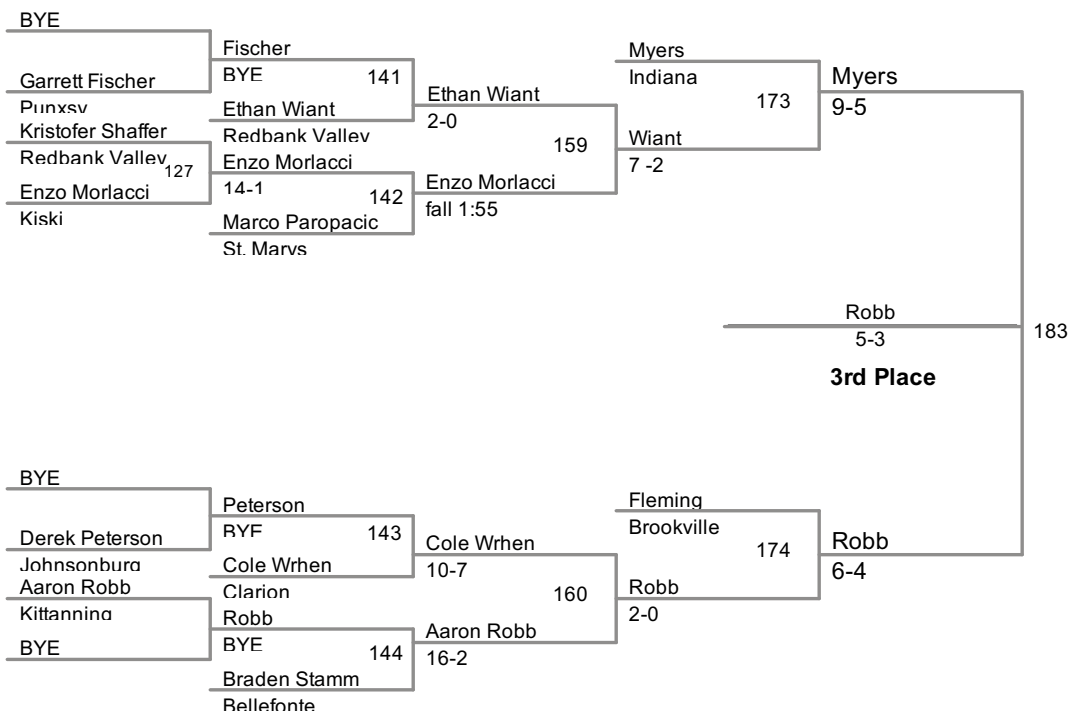 BYE
Garrett Fischer
Punxsy
Kristofer Shaffer
Redbank Valley
127
Enzo Morlacci
Kiski
Fischer
BYE
141
Ethan Wiant
Redbank Valley
Enzo Morlacci
14-1
142
Marco Paropacic
St. Marys
Ethan Wiant
2-0
159
Enzo Morlacci
fall 1:55
Myers
Indiana
173
Wiant
7 -2
Myers
9-5
Robb
5-3
183
3rd Place
BYE
Derek Peterson
Johnsonburg
Aaron Robb
Kittanning
BYE
Peterson
BYE
143
Cole Wrhen
Clarion
Robb
BYE
144
Braden Stamm
Bellefonte
Cole Wrhen
10-7
160
Aaron Robb
16-2
Fleming
Brookville
174
Robb
2-0
Robb
6-4